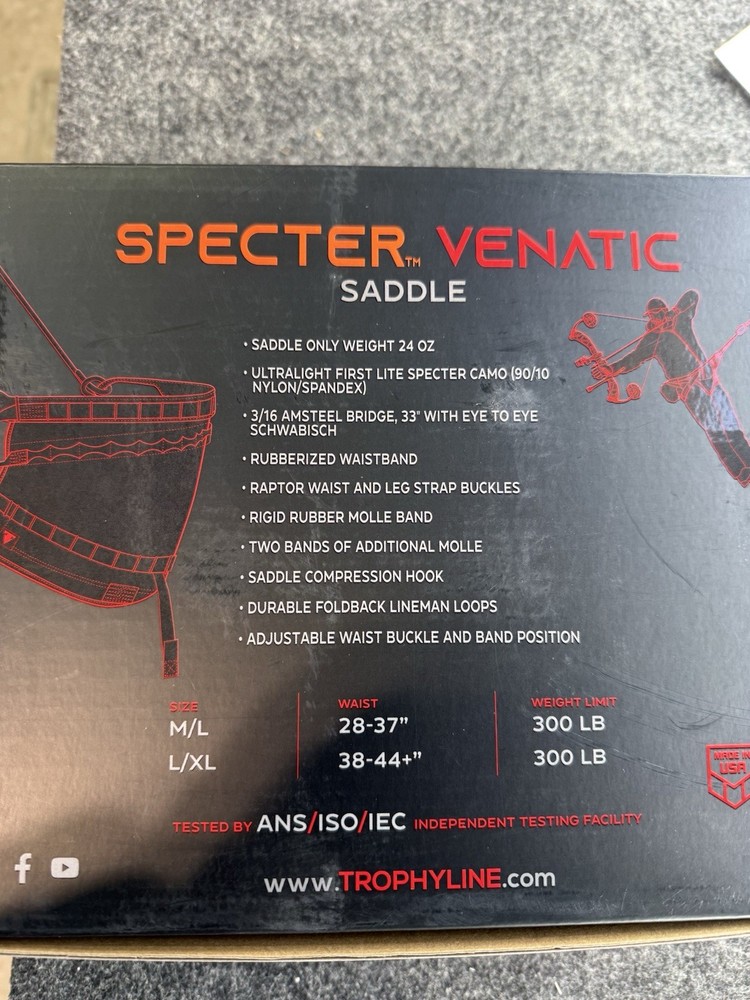 SPECTER™ VENATIC
SADDLE
• SADDLE ONLY WEIGHT 24 OZ
• ULTRALIGHT FIRST LITE SPECTER CAMO (90/10
NYLON/SPANDEX)
• 3/16 AMSTEEL BRIDGE, 33" WITH EYE TO EYE
SCHWABISCH
• RUBBERIZED WAISTBAND
• RAPTOR WAIST AND LEG STRAP BUCKLES
• RIGID RUBBER MOLLE BAND
• TWO BANDS OF ADDITIONAL MOLLE
• SADDLE COMPRESSION HOOK
• DURABLE FOLDBACK LINEMAN LOOPS
• ADJUSTABLE WAIST BUCKLE AND BAND POSITION
SIZE WAIST WEIGHT LIMIT
M/L 28-37" 300 LB
L/XL 38-44+" 300 LB
MADE IN
USA
TESTED BY ANS/ISO/IEC INDEPENDENT TESTING FACILITY
www.TROPHYLINE.com